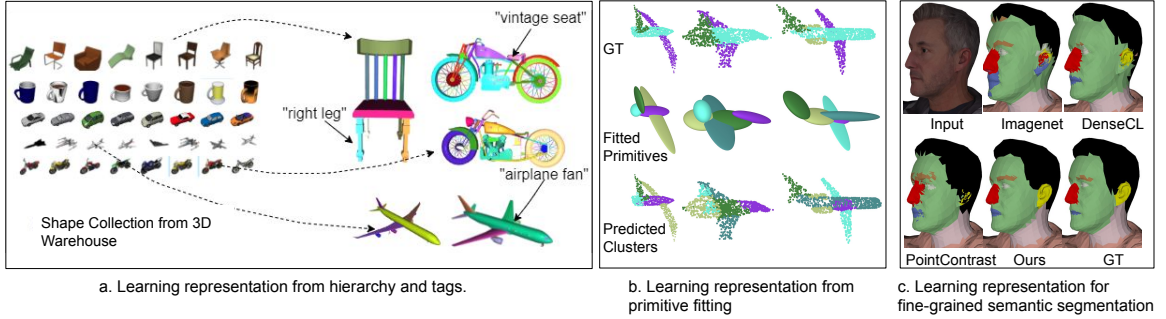 "vintage seat"
"right leg"
"airplane fan"
Shape Collection from 3D
Warehouse
a. Learning representation from hierarchy and tags.
GT
Fitted
Primitives
Predicted
Clusters
b. Learning representation from
primitive fitting
Input Imagenet DenseCL
PointContrast Ours GT
c. Learning representation for
fine-grained semantic segmentation